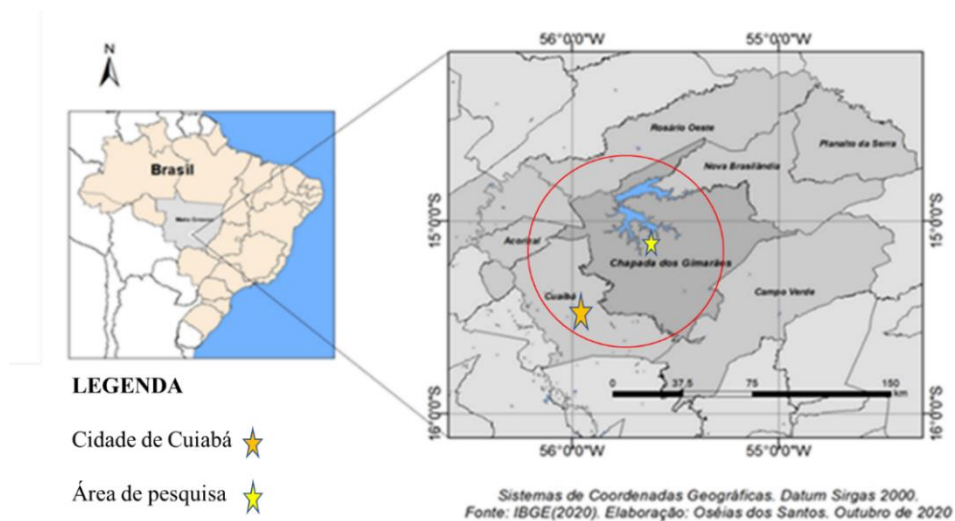 N
56°0'0"W 55°0'0"W
Rosário Oeste
Planalto da Serra
Nova Brasilândia
Brasil
Mato Grosso
15°0'0"S 15°0'0"S
Acorizal
Chapada dos Gimarães
Cuiabá
Campo Verde
LEGENDA
0 37.5 75 150
km
16°0'0"S 16°0'0"S
Cidade de Cuiabá
56°0'0"W 55°0'0"W
Área de pesquisa
Sistemas de Coordenadas Geográficas. Datum Sirgas 2000.
Fonte: IBGE(2020). Elaboração: Oséias dos Santos. Outubro de 2020